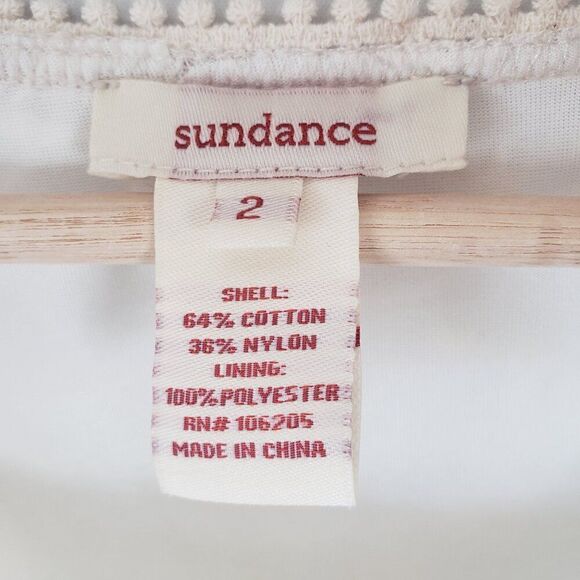 sundance
2
SHELL:
64% COTTON
36% NYLON
LINING:
100%POLYESTER
RN# 106205
MADE IN CHINA